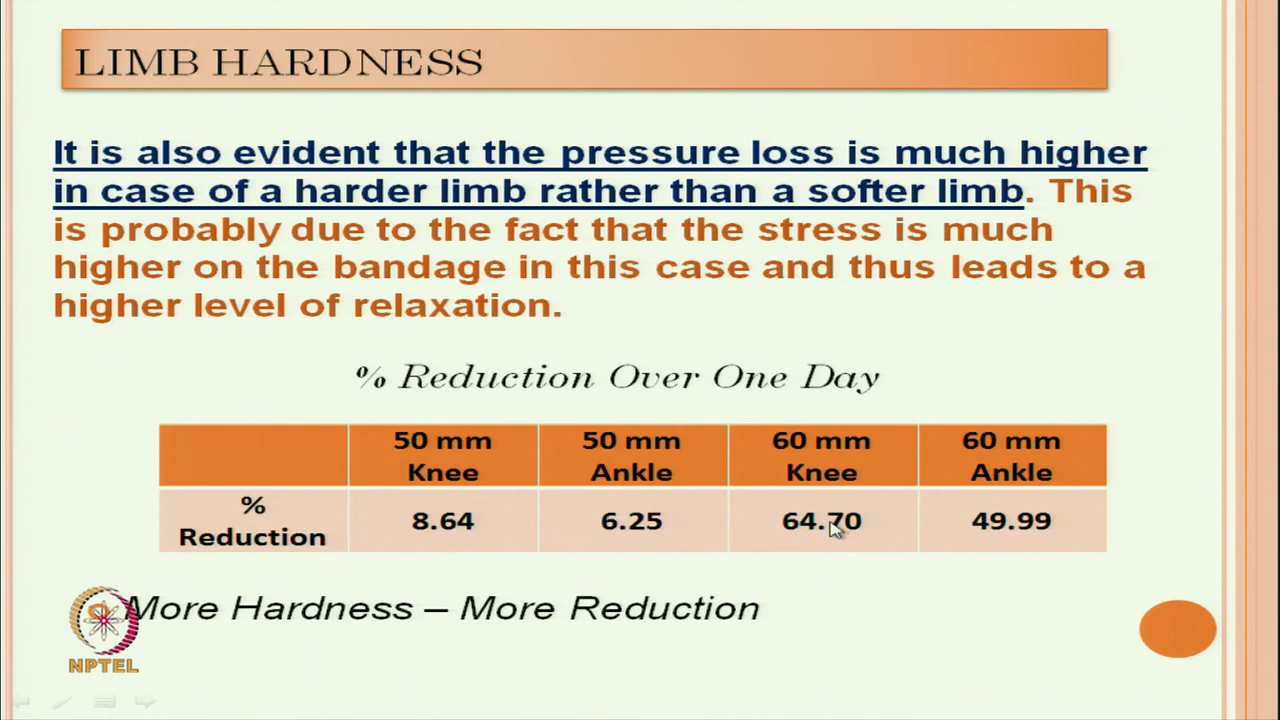 LIMB HARDNESS
It is also evident that the pressure loss is much higher
in case of a harder limb rather than a softer limb. This
is probably due to the fact that the stress is much
higher on the bandage in this case and thus leads to a
higher level of relaxation.
% Reduction Over One Day
50 mm Knee 50 mm Ankle 60 mm Knee 60 mm Ankle
% Reduction 8.64 6.25 64.70 49.99
More Hardness – More Reduction
NPTEL